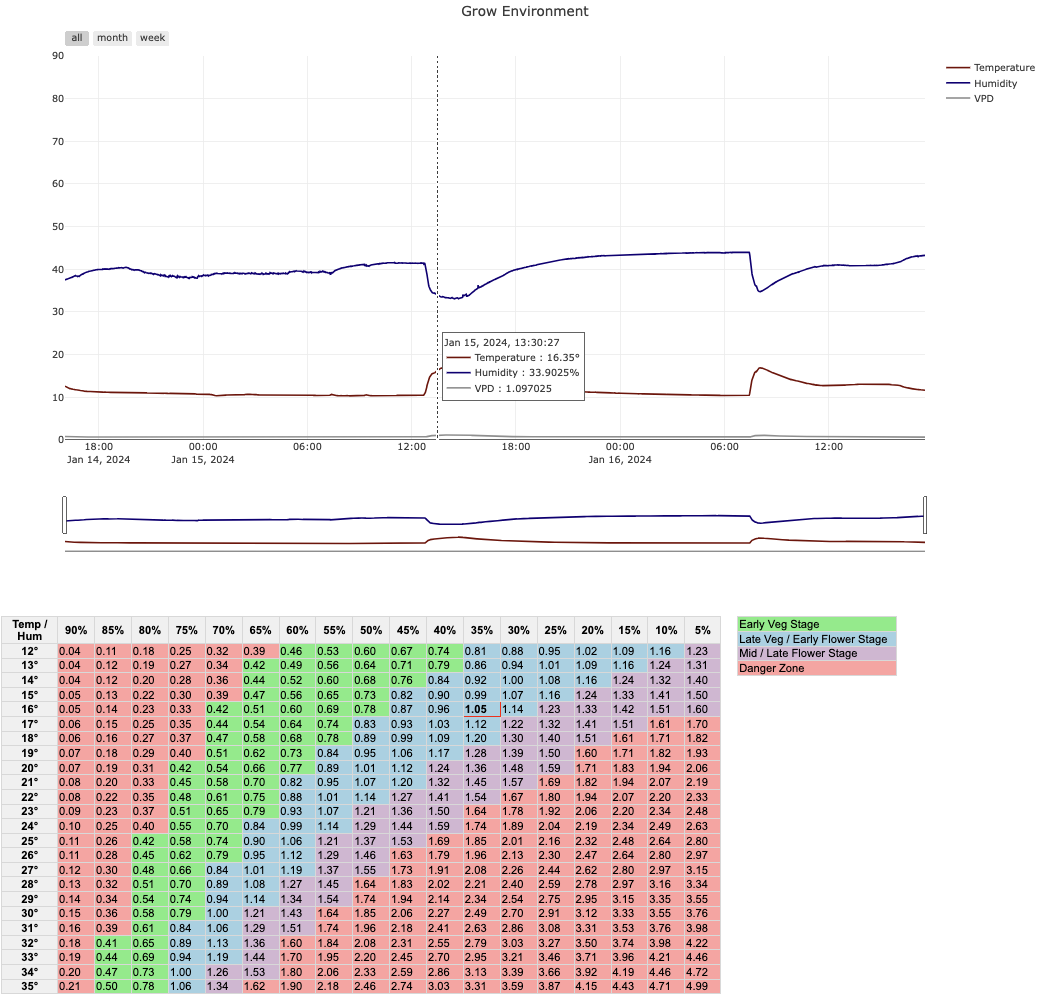 Grow Environment
all month week
90
80
70
60
50
40
30
20
10
0
Temperature
Humidity
VPD
Jan 15, 2024, 13:30:27
Temperature : 16.35°
Humidity : 33.9025%
VPD : 1.097025
18:00 00:00 06:00 12:00 18:00 00:00 06:00 12:00
Jan 14, 2024 Jan 15, 2024 Jan 16, 2024
Temp / Hum 90% 85% 80% 75% 70% 65% 60% 55% 50% 45% 40% 35% 30% 25% 20% 15% 10% 5%
12° 0.04 0.11 0.18 0.25 0.32 0.39 0.46 0.53 0.60 0.67 0.74 0.81 0.88 0.95 1.02 1.09 1.16 1.23
13° 0.04 0.12 0.19 0.27 0.34 0.42 0.49 0.56 0.64 0.71 0.79 0.86 0.94 1.01 1.09 1.16 1.24 1.31
14° 0.04 0.12 0.20 0.28 0.36 0.44 0.52 0.60 0.68 0.76 0.84 0.92 1.00 1.08 1.16 1.24 1.32 1.40
15° 0.05 0.13 0.22 0.30 0.39 0.47 0.56 0.65 0.73 0.82 0.90 0.99 1.07 1.16 1.24 1.33 1.41 1.50
16° 0.05 0.14 0.23 0.33 0.42 0.51 0.60 0.69 0.78 0.87 0.96 1.05 1.14 1.23 1.33 1.42 1.51 1.60
17° 0.06 0.15 0.25 0.35 0.44 0.54 0.64 0.74 0.83 0.93 1.03 1.12 1.22 1.32 1.41 1.51 1.61 1.70
18° 0.06 0.16 0.27 0.37 0.47 0.58 0.68 0.78 0.89 0.99 1.09 1.20 1.30 1.40 1.51 1.61 1.71 1.82
19° 0.07 0.18 0.29 0.40 0.51 0.62 0.73 0.84 0.95 1.06 1.17 1.28 1.39 1.50 1.60 1.71 1.82 1.93
20° 0.07 0.19 0.31 0.42 0.54 0.66 0.77 0.89 1.01 1.12 1.24 1.36 1.48 1.59 1.71 1.83 1.94 2.06
21° 0.08 0.20 0.33 0.45 0.58 0.70 0.82 0.95 1.07 1.20 1.32 1.45 1.57 1.69 1.82 1.94 2.07 2.19
22° 0.08 0.22 0.35 0.48 0.61 0.75 0.88 1.01 1.14 1.27 1.41 1.54 1.67 1.80 1.94 2.07 2.20 2.33
23° 0.09 0.23 0.37 0.51 0.65 0.79 0.93 1.07 1.21 1.36 1.50 1.64 1.78 1.92 2.06 2.20 2.34 2.48
24° 0.10 0.25 0.40 0.55 0.70 0.84 0.99 1.14 1.29 1.44 1.59 1.74 1.89 2.04 2.19 2.34 2.49 2.63
25° 0.11 0.26 0.42 0.58 0.74 0.90 1.06 1.21 1.37 1.53 1.69 1.85 2.01 2.16 2.32 2.48 2.64 2.80
26° 0.11 0.28 0.45 0.62 0.79 0.95 1.12 1.29 1.46 1.63 1.79 1.96 2.13 2.30 2.47 2.64 2.80 2.97
27° 0.12 0.30 0.48 0.66 0.84 1.01 1.19 1.37 1.55 1.73 1.91 2.08 2.26 2.44 2.62 2.80 2.97 3.15
28° 0.13 0.32 0.51 0.70 0.89 1.08 1.27 1.45 1.64 1.83 2.02 2.21 2.40 2.59 2.78 2.97 3.16 3.34
29° 0.14 0.34 0.54 0.74 0.94 1.14 1.34 1.54 1.74 1.94 2.14 2.34 2.54 2.75 2.95 3.15 3.35 3.55
30° 0.15 0.36 0.58 0.79 1.00 1.21 1.43 1.64 1.85 2.06 2.27 2.49 2.70 2.91 3.12 3.33 3.55 3.76
31° 0.16 0.39 0.61 0.84 1.06 1.29 1.51 1.74 1.96 2.18 2.41 2.63 2.86 3.08 3.31 3.53 3.76 3.98
32° 0.18 0.41 0.65 0.89 1.13 1.36 1.60 1.84 2.08 2.31 2.55 2.79 3.03 3.27 3.50 3.74 3.98 4.22
33° 0.19 0.44 0.69 0.94 1.19 1.44 1.70 1.95 2.20 2.45 2.70 2.95 3.21 3.46 3.71 3.96 4.21 4.46
34° 0.20 0.47 0.73 1.00 1.26 1.53 1.80 2.06 2.33 2.59 2.86 3.13 3.39 3.66 3.92 4.19 4.46 4.72
35° 0.21 0.50 0.78 1.06 1.34 1.62 1.90 2.18 2.46 2.74 3.03 3.31 3.59 3.87 4.15 4.43 4.71 4.99
Early Veg Stage
Late Veg / Early Flower Stage
Mid / Late Flower Stage
Danger Zone